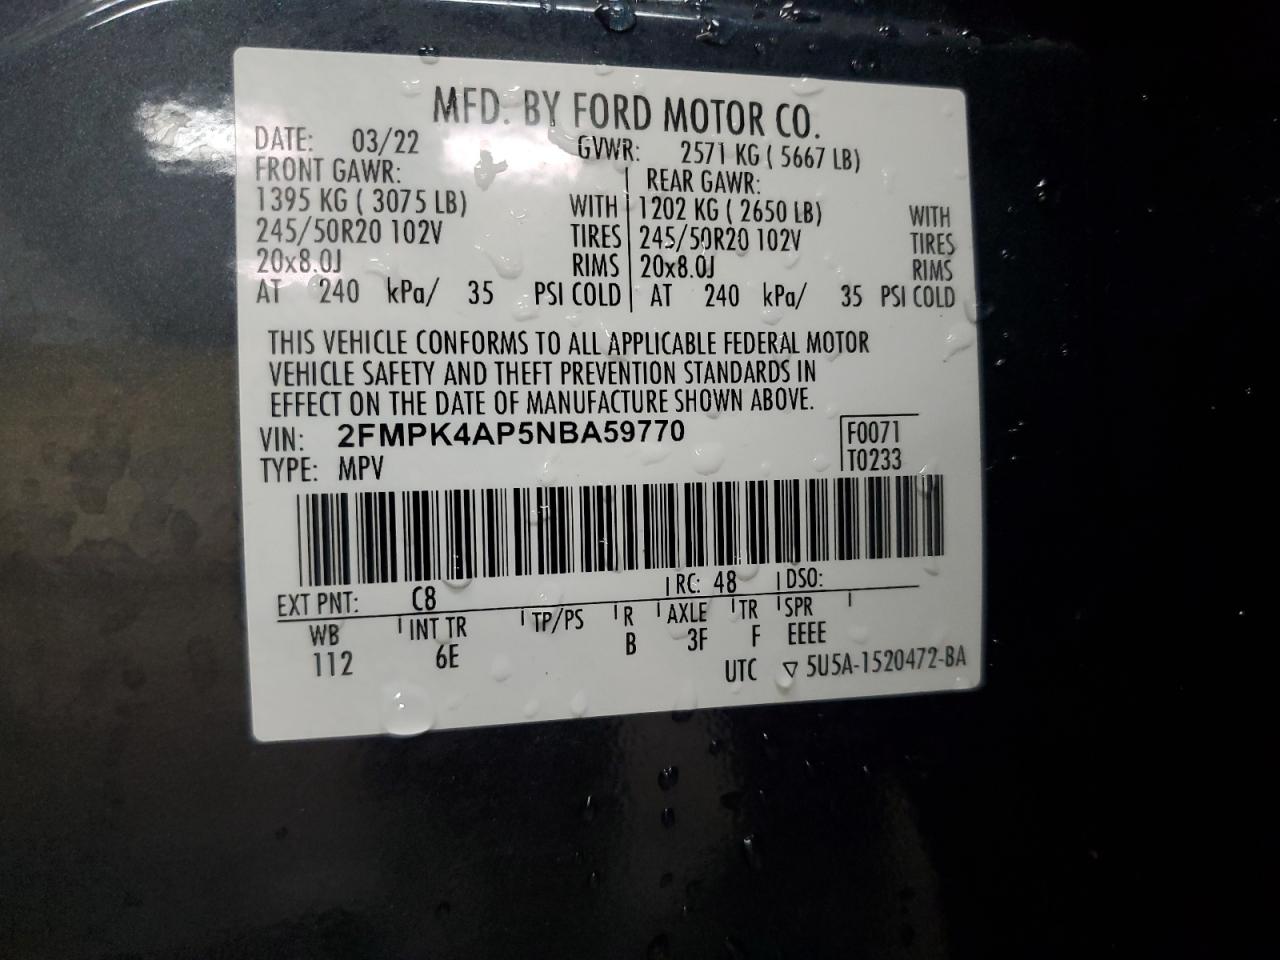 MFD. BY FORD MOTOR CO.
DATE: 03/22 GVWR: 2571 KG ( 5667 LB)
FRONT GAWR: REAR GAWR:
1395 KG ( 3075 LB) WITH 1202 KG ( 2650 LB) WITH
245/50R20 102V TIRES 245/50R20 102V TIRES
20x8.0J RIMS 20x8.0J RIMS
AT 240 kPa/ 35 PSI COLD AT 240 kPa/ 35 PSI COLD
THIS VEHICLE CONFORMS TO ALL APPLICABLE FEDERAL MOTOR
VEHICLE SAFETY AND THEFT PREVENTION STANDARDS IN
EFFECT ON THE DATE OF MANUFACTURE SHOWN ABOVE.
VIN: 2FMPK4AP5NBA59770 F0071
TYPE: MPV T0233
EXT PNT: C8 RC: 48 DSO:
WB INT TR TP/PS R AXLE TR SPR
112 6E B 3F F EEEE
UTC ▽ 5U5A-1520472-BA